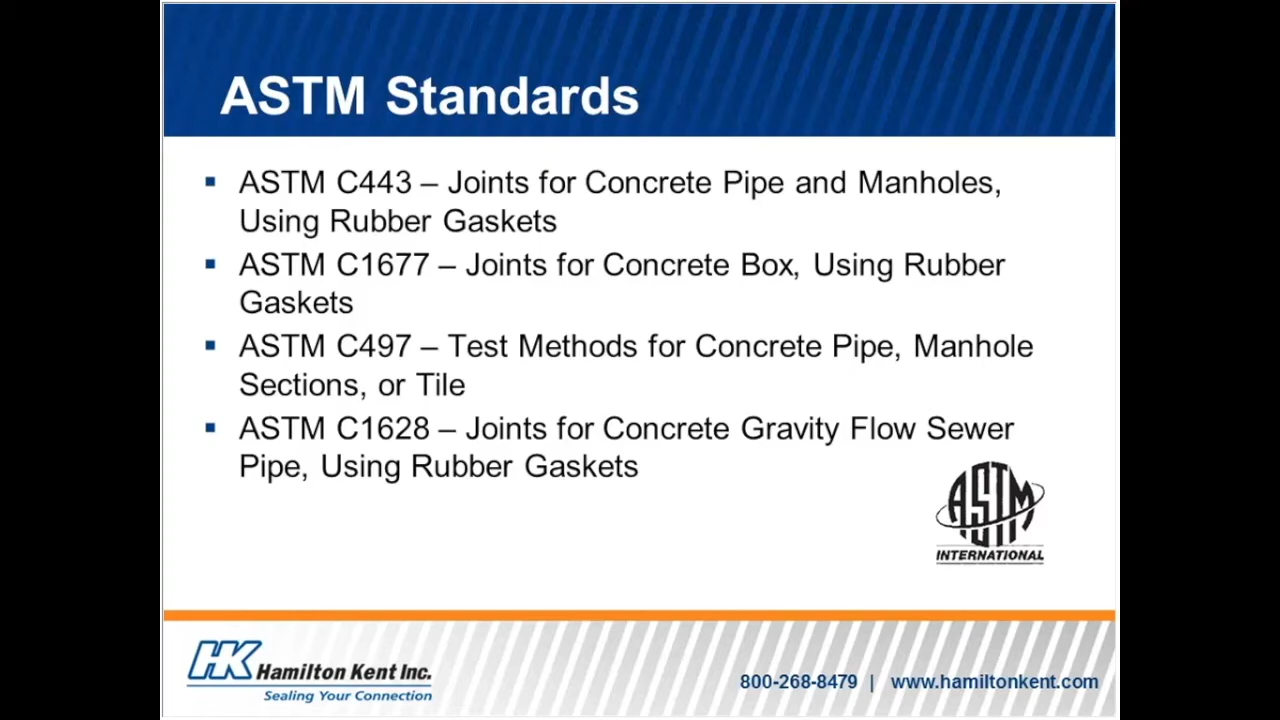 ASTM Standards
▪ ASTM C443 – Joints for Concrete Pipe and Manholes,
Using Rubber Gaskets
▪ ASTM C1677 – Joints for Concrete Box, Using Rubber
Gaskets
▪ ASTM C497 – Test Methods for Concrete Pipe, Manhole
Sections, or Tile
▪ ASTM C1628 – Joints for Concrete Gravity Flow Sewer
Pipe, Using Rubber Gaskets
ASTM
INTERNATIONAL
HK Hamilton Kent Inc.
Sealing Your Connection
800-268-8479 | www.hamiltonkent.com